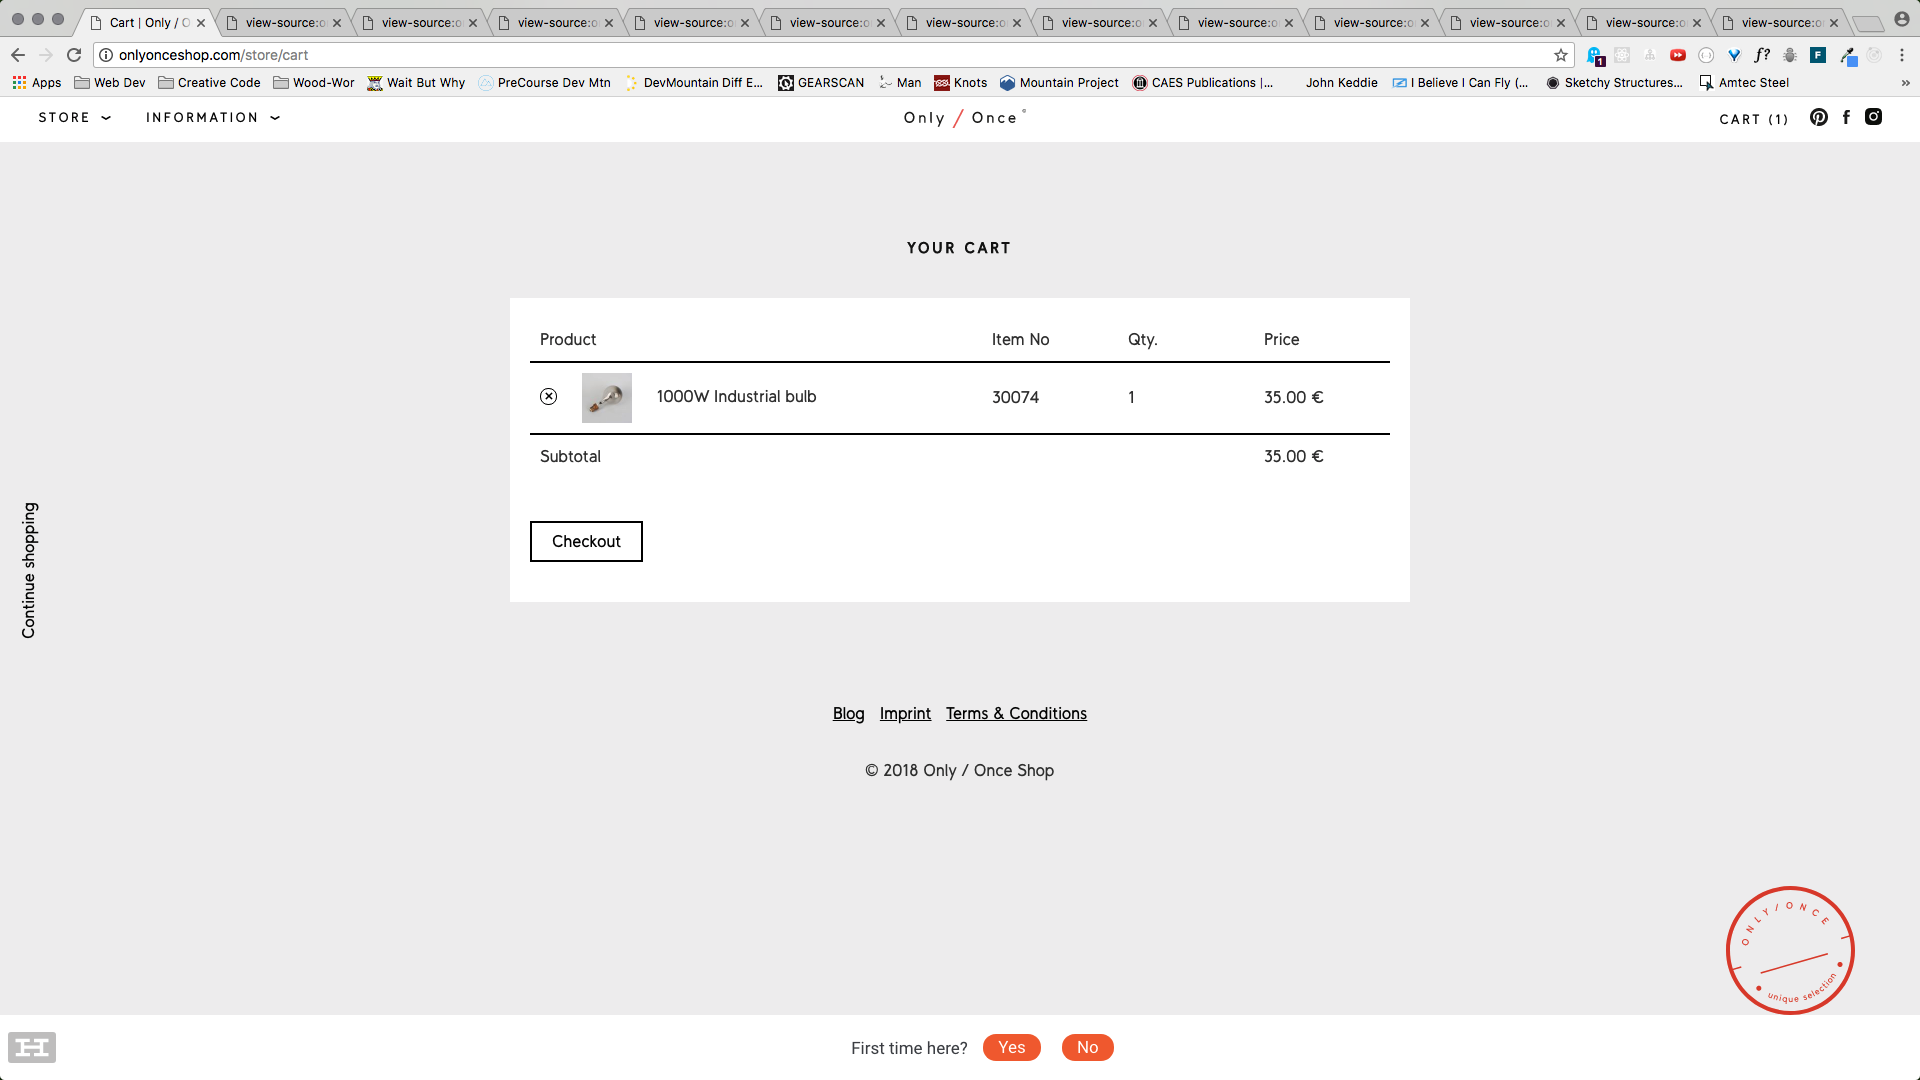 Cart | Only / O view-source:o view-source:o view-source:o view-source:o view-source:o view-source:o view-source:o view-source:o view-source:o view-source:o view-source:o view-source:o
onlyonceshop.com/store/cart
Apps Web Dev Creative Code Wood-Wor Wait But Why PreCourse Dev Mtn DevMountain Diff E... GEARSCAN Man Knots Mountain Project CAES Publications |... John Keddie I Believe I Can Fly (... Sketchy Structures... Amtec Steel »
STORE INFORMATION Only / Once CART (1)
YOUR CART
Product Item No Qty. Price
1000W Industrial bulb 30074 1 35.00 €
Subtotal 35.00 €
Checkout
Continue shopping
Blog Imprint Terms & Conditions
© 2018 Only / Once Shop
ONLY / ONCE
unique selection
First time here? Yes No